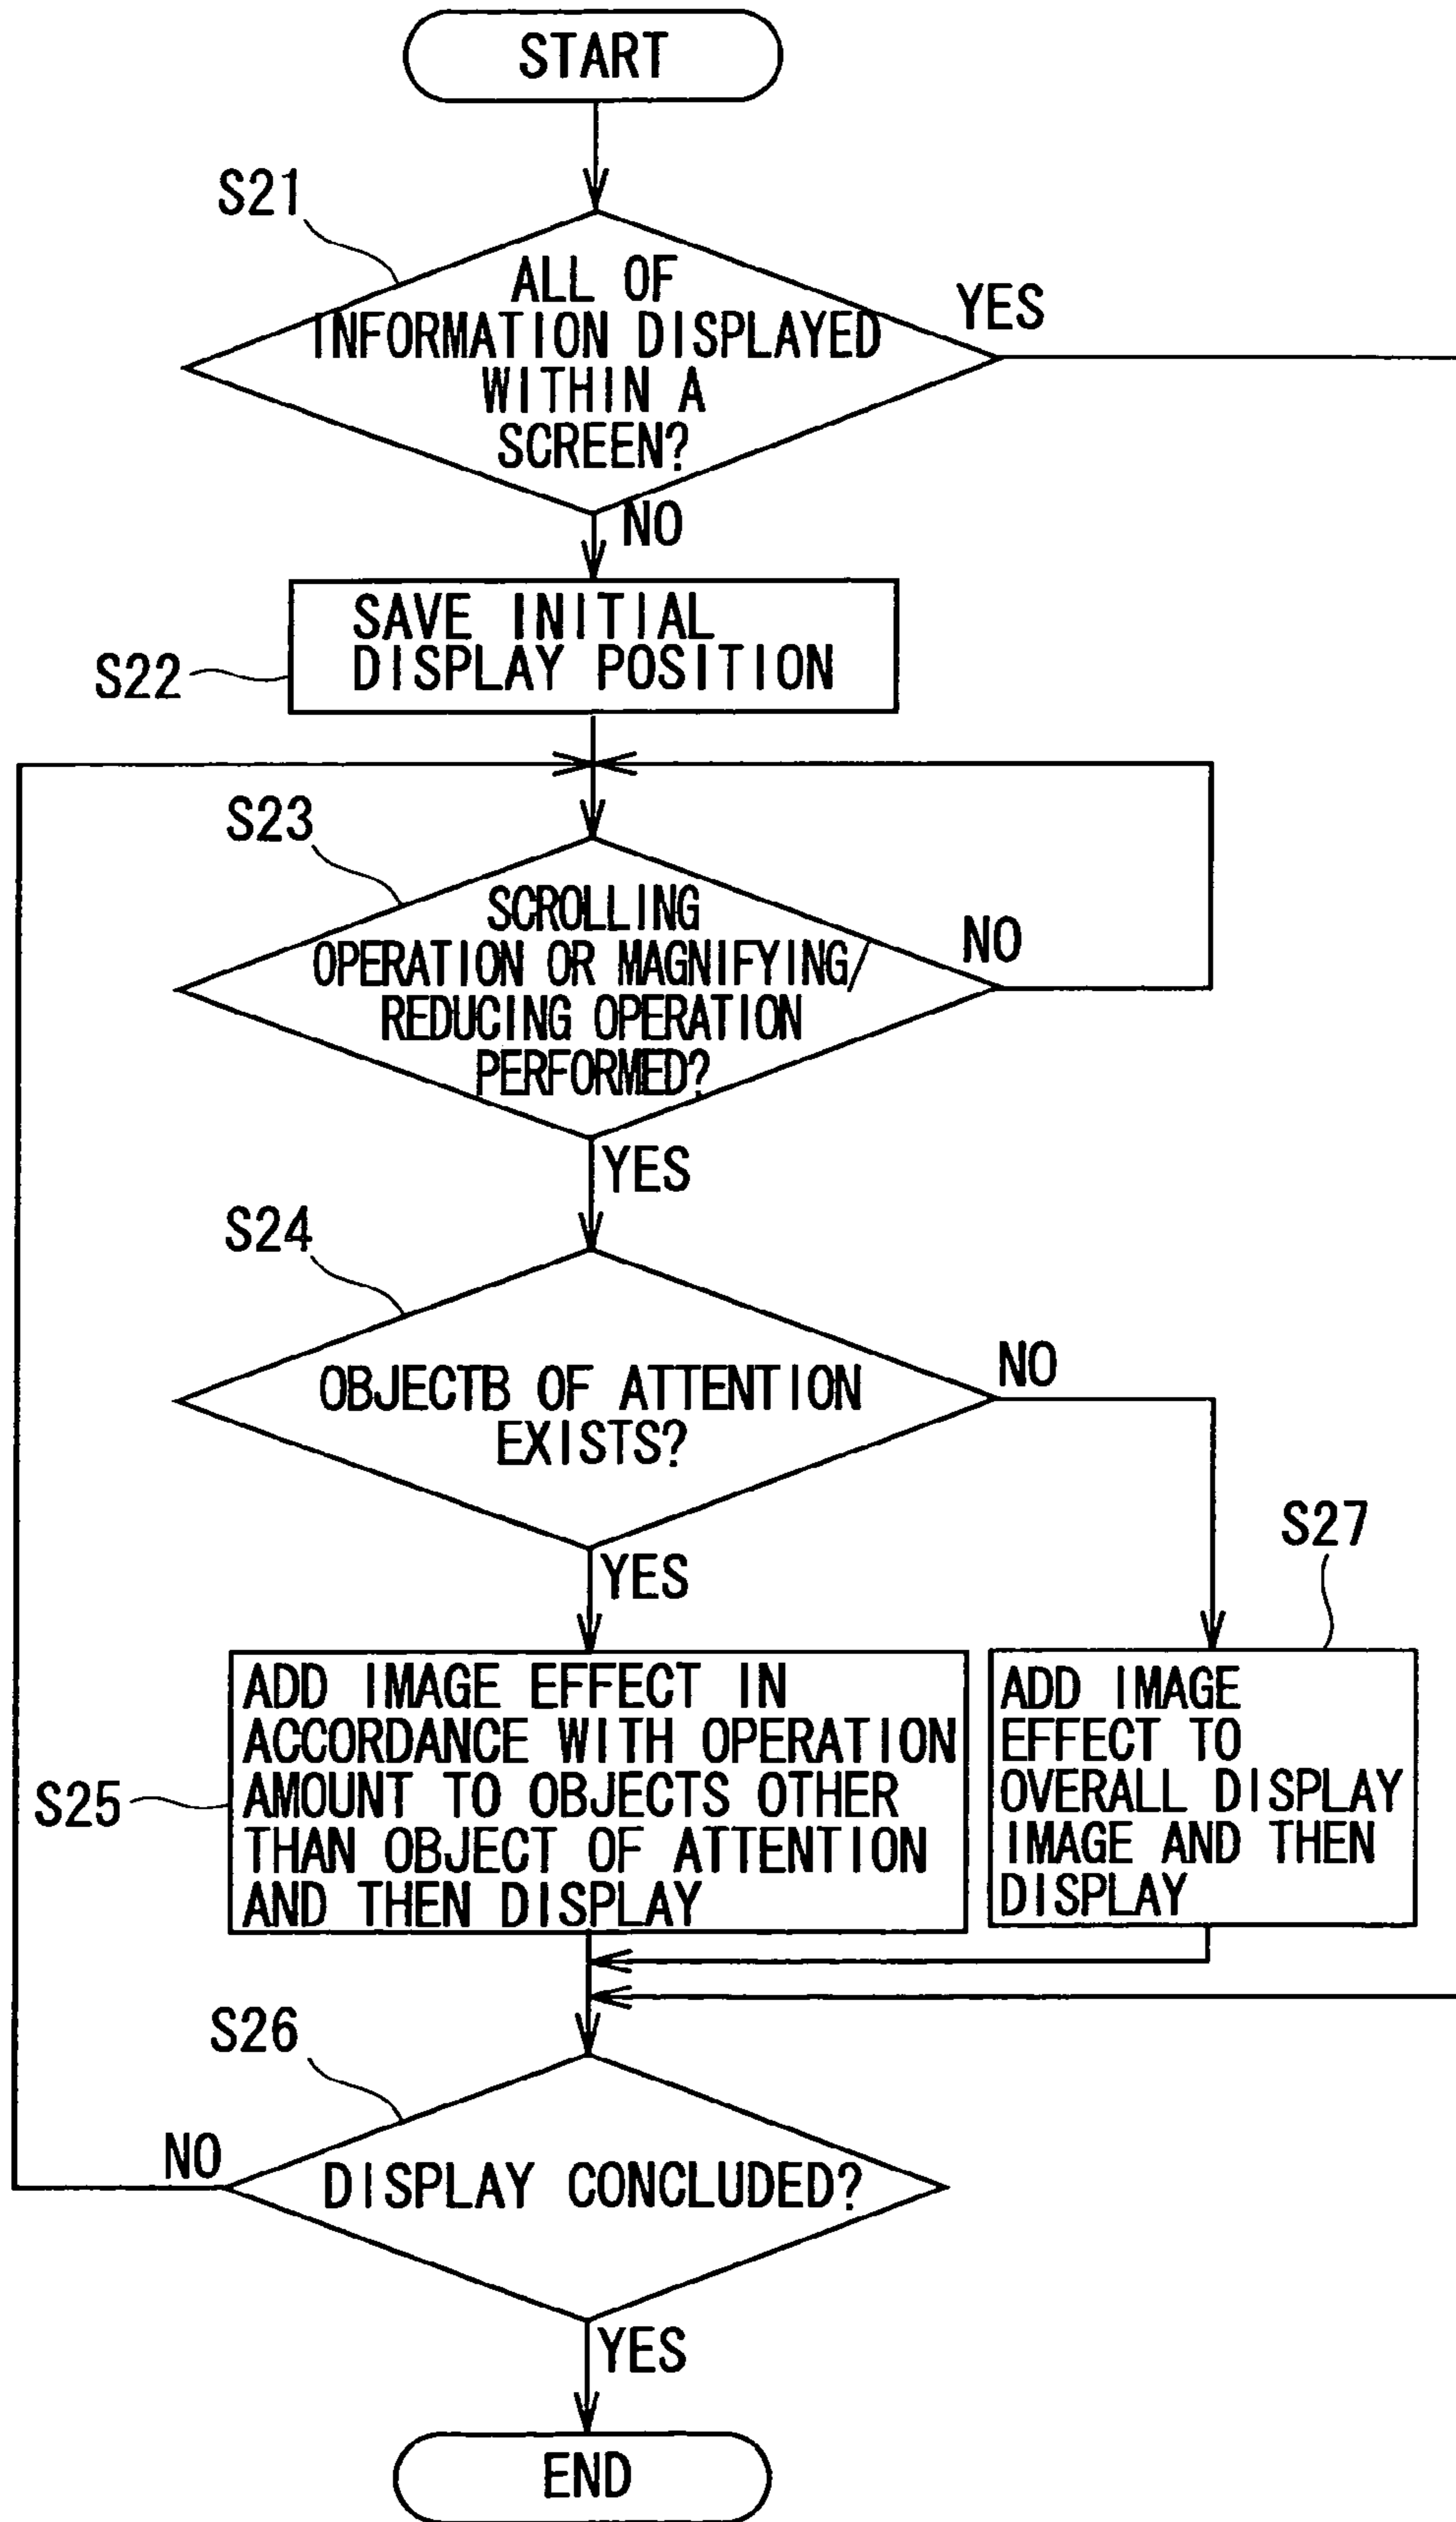 START
S21
ALL OF
INFORMATION DISPLAYED
WITHIN A
SCREEN?
YES
NO
S22
SAVE INITIAL
DISPLAY POSITION
S23
SCROLLING
OPERATION OR MAGNIFYING/
REDUCING OPERATION
PERFORMED?
NO
YES
S24
OBJECTB OF ATTENTION
EXISTS?
NO
YES
S25
ADD IMAGE EFFECT IN
ACCORDANCE WITH OPERATION
AMOUNT TO OBJECTS OTHER
THAN OBJECT OF ATTENTION
AND THEN DISPLAY
S27
ADD IMAGE
EFFECT TO
OVERALL DISPLAY
IMAGE AND THEN
DISPLAY
S26
NO
DISPLAY CONCLUDED?
YES
END